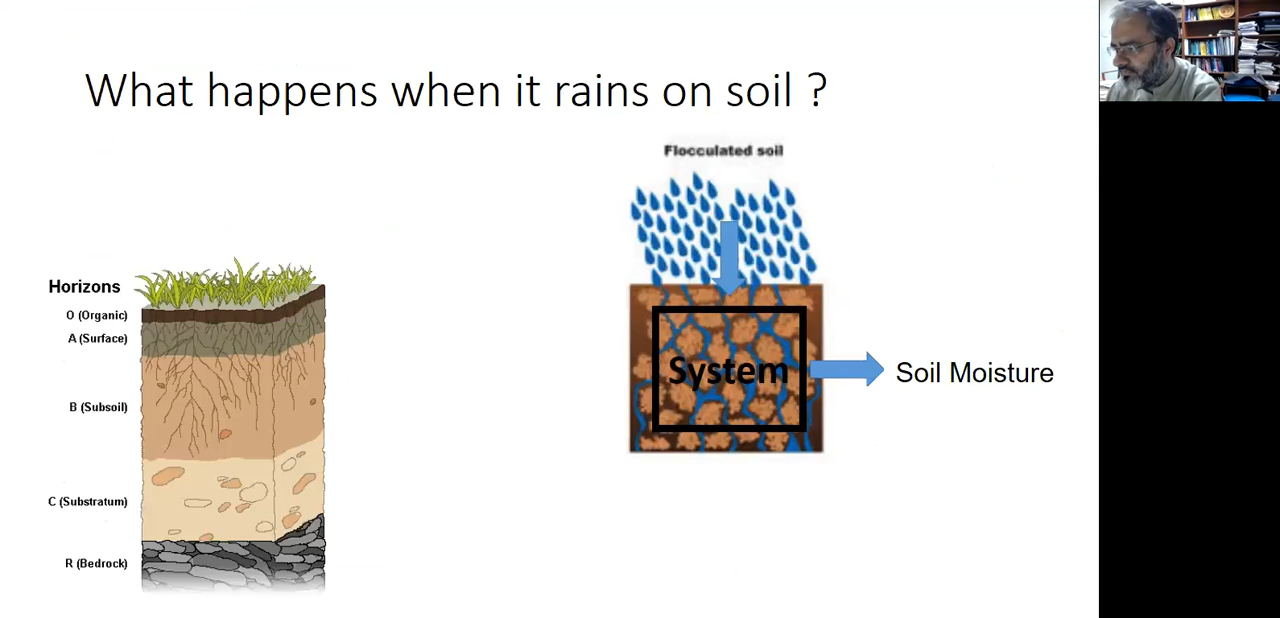 What happens when it rains on soil ?
Flocculated soil
Horizons
O (Organic)
A (Surface)
B (Subsoil)
C (Substratum)
R (Bedrock)
System
Soil Moisture